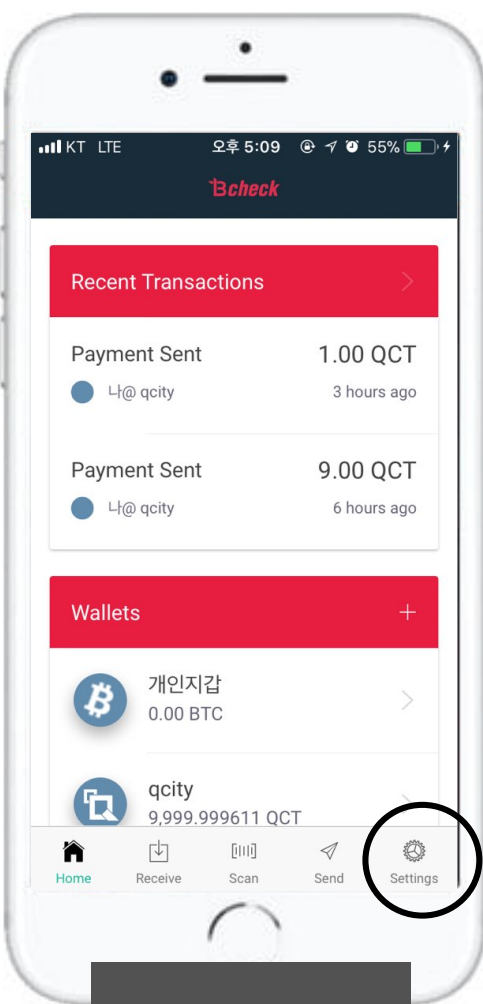 KT LTE 오후 5:09 55%
Bcheck
Recent Transactions
Payment Sent 1.00 QCT
나@ qcity 3 hours ago
Payment Sent 9.00 QCT
나@ qcity 6 hours ago
Wallets +
개인지갑
0.00 BTC
qcity
9,999.999611 QCT
Home Receive Scan Send Settings